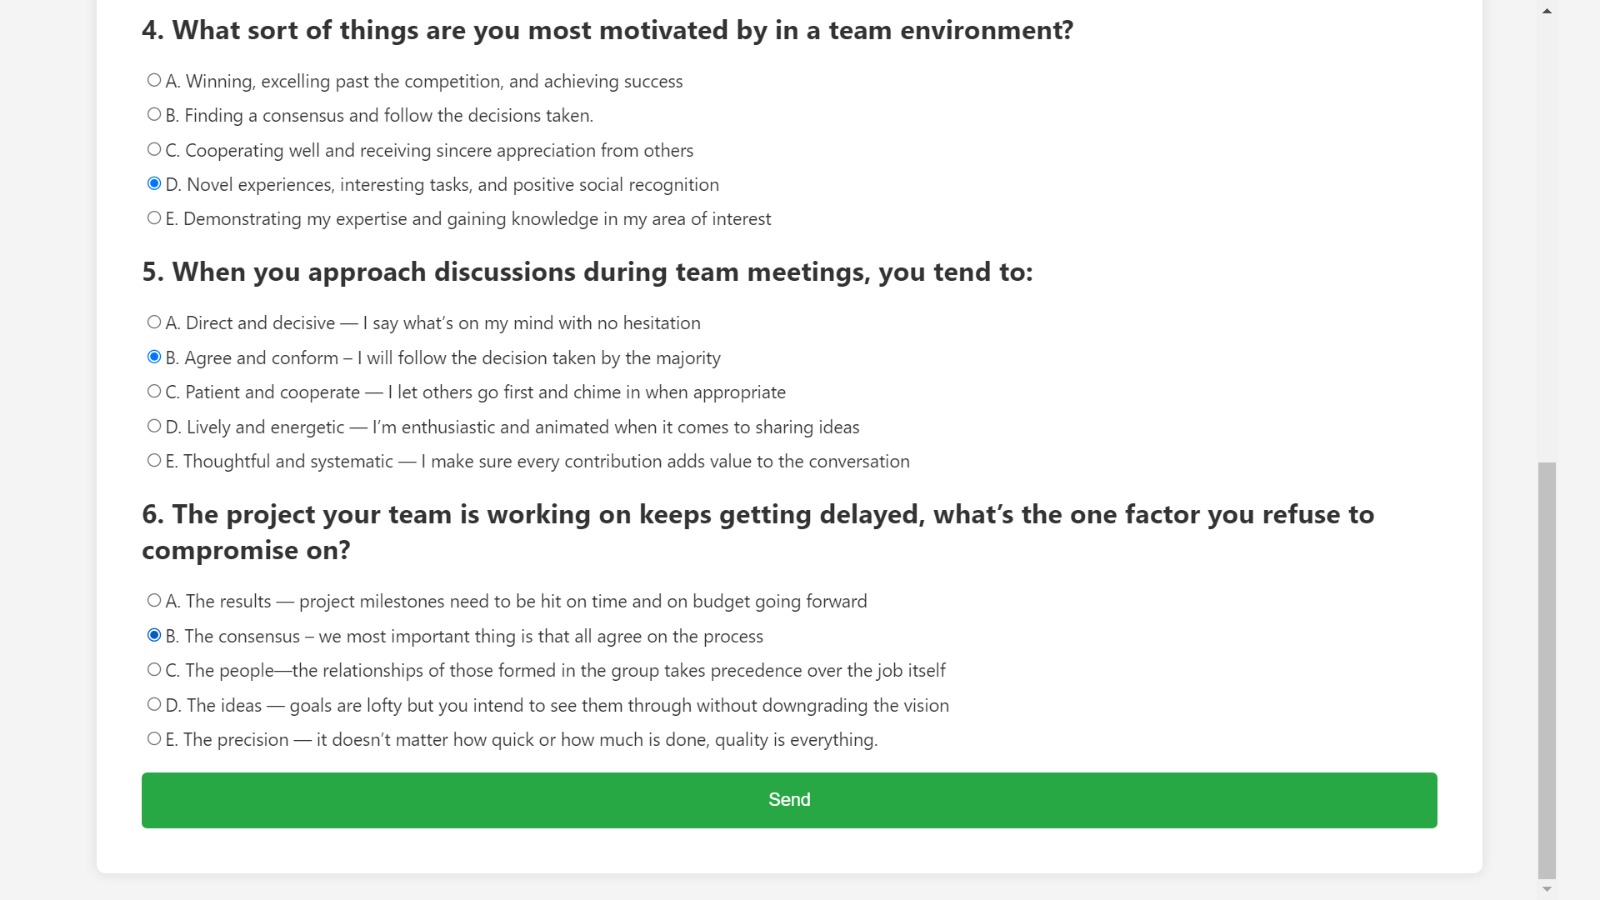 4. What sort of things are you most motivated by in a team environment?
A. Winning, excelling past the competition, and achieving success
B. Finding a consensus and follow the decisions taken.
C. Cooperating well and receiving sincere appreciation from others
D. Novel experiences, interesting tasks, and positive social recognition
E. Demonstrating my expertise and gaining knowledge in my area of interest
5. When you approach discussions during team meetings, you tend to:
A. Direct and decisive — I say what’s on my mind with no hesitation
B. Agree and conform – I will follow the decision taken by the majority
C. Patient and cooperate — I let others go first and chime in when appropriate
D. Lively and energetic — I’m enthusiastic and animated when it comes to sharing ideas
E. Thoughtful and systematic — I make sure every contribution adds value to the conversation
6. The project your team is working on keeps getting delayed, what’s the one factor you refuse to
compromise on?
A. The results — project milestones need to be hit on time and on budget going forward
B. The consensus – we most important thing is that all agree on the process
C. The people—the relationships of those formed in the group takes precedence over the job itself
D. The ideas — goals are lofty but you intend to see them through without downgrading the vision
E. The precision — it doesn’t matter how quick or how much is done, quality is everything.
Send